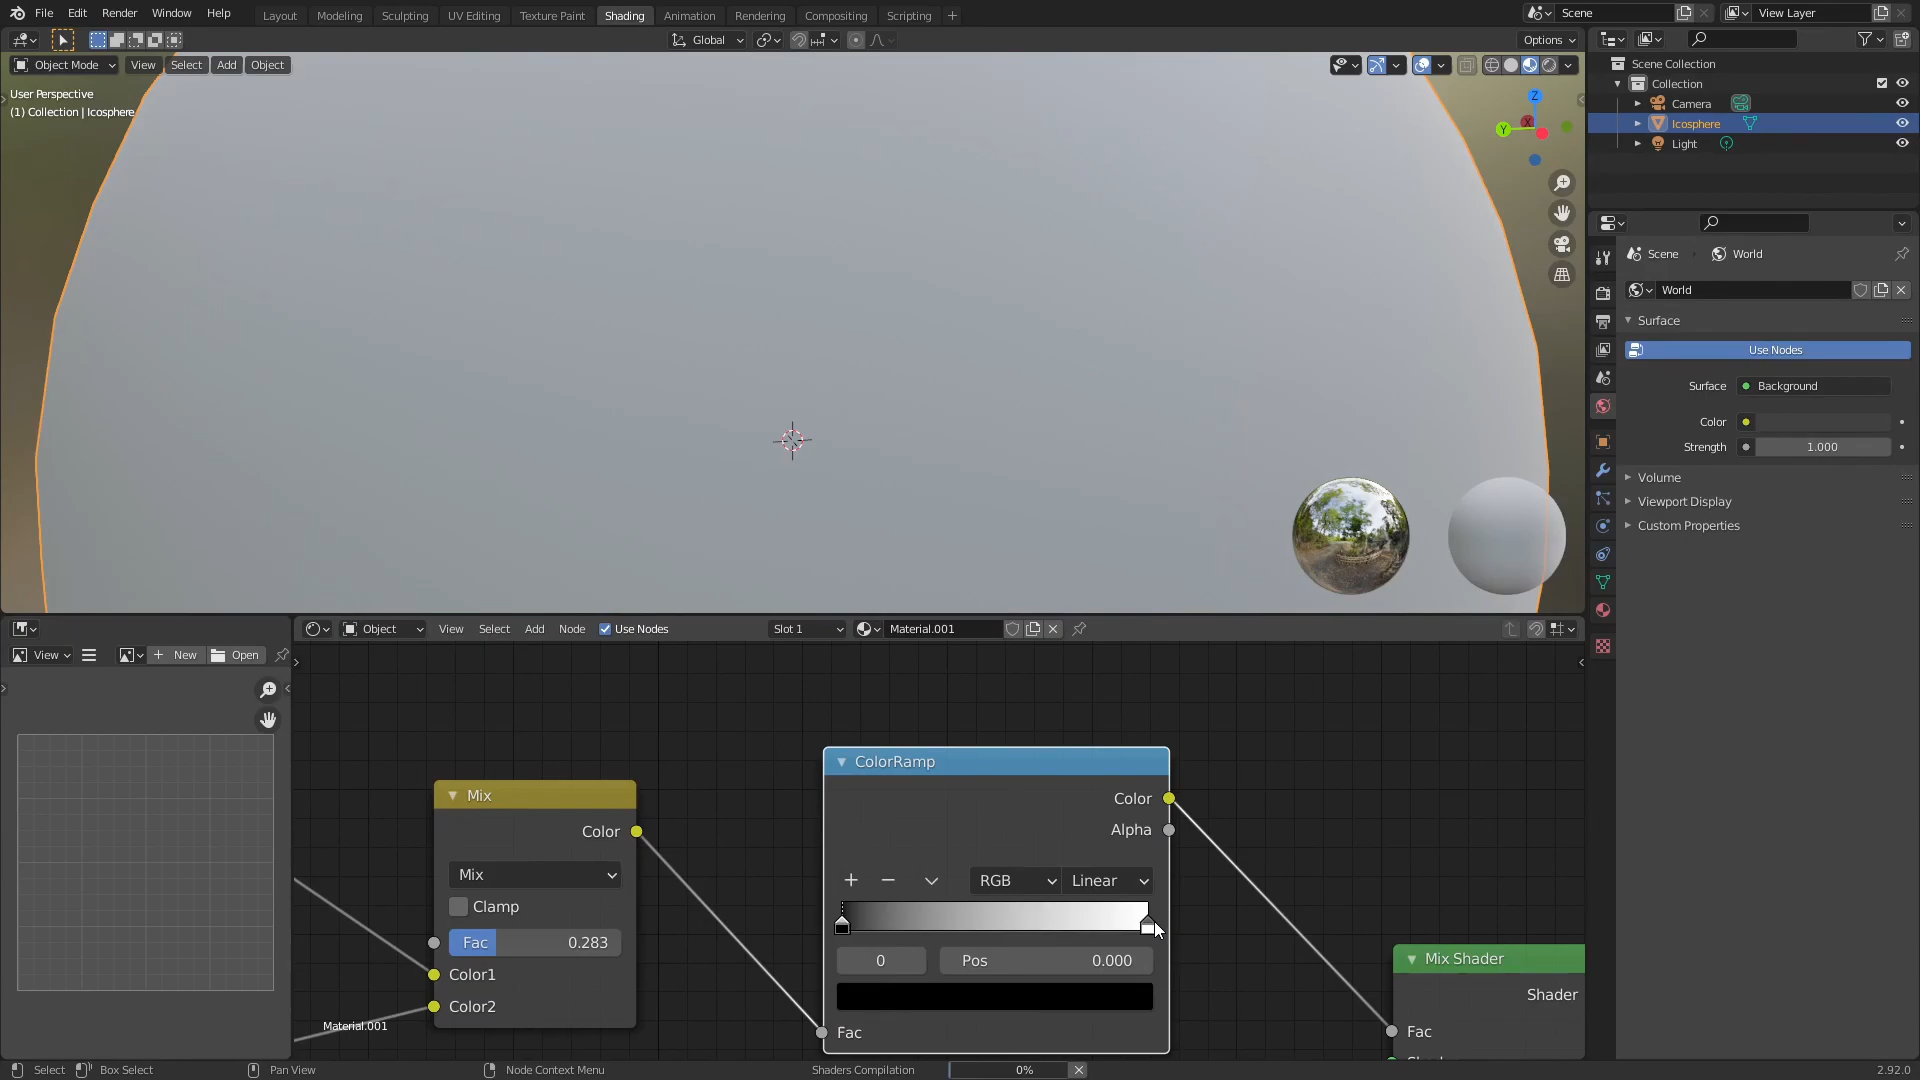 File Edit Render Window Help Layout Modeling Sculpting UV Editing Texture Paint Shading Animation Rendering Compositing Scripting + Scene View Layer
Global Options
Object Mode View Select Add Object
User Perspective
(1) Collection | Icosphere
Z
Y
X
Scene Collection
Collection
Camera
Icosphere
Light
Scene World
World
Surface
Use Nodes
Surface Background
Color
Strength 1.000
Volume
Viewport Display
Custom Properties
View + New Open
Object View Select Add Node Use Nodes Slot 1 Material.001
Mix
Color
Mix
Clamp
Fac 0.283
Color1
Color2
Material.001
ColorRamp
Color
Alpha
+ − RGB Linear
0 Pos 0.000
Fac
Mix Shader
Shader
Fac
Select Box Select Pan View Node Context Menu Shaders Compilation 0% 2.92.0